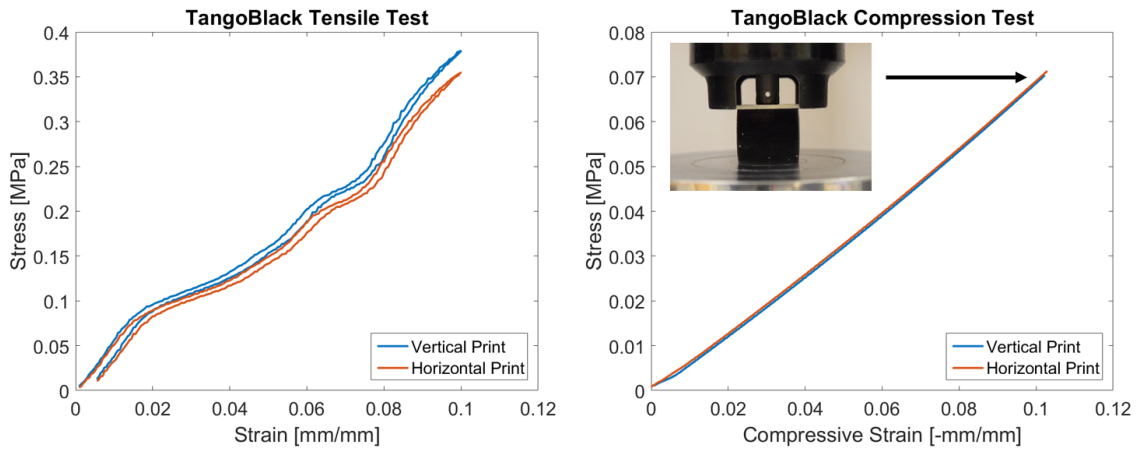 TangoBlack Tensile Test
0.4
0.35
0.3
0.25
0.2
0.15
0.1
0.05
0
Stress [MPa]
0 0.02 0.04 0.06 0.08 0.1 0.12
Strain [mm/mm]
Vertical Print
Horizontal Print
TangoBlack Compression Test
0.08
0.07
0.06
0.05
0.04
0.03
0.02
0.01
0
Stress [MPa]
0 0.02 0.04 0.06 0.08 0.1 0.12
Compressive Strain [-mm/mm]
Vertical Print
Horizontal Print